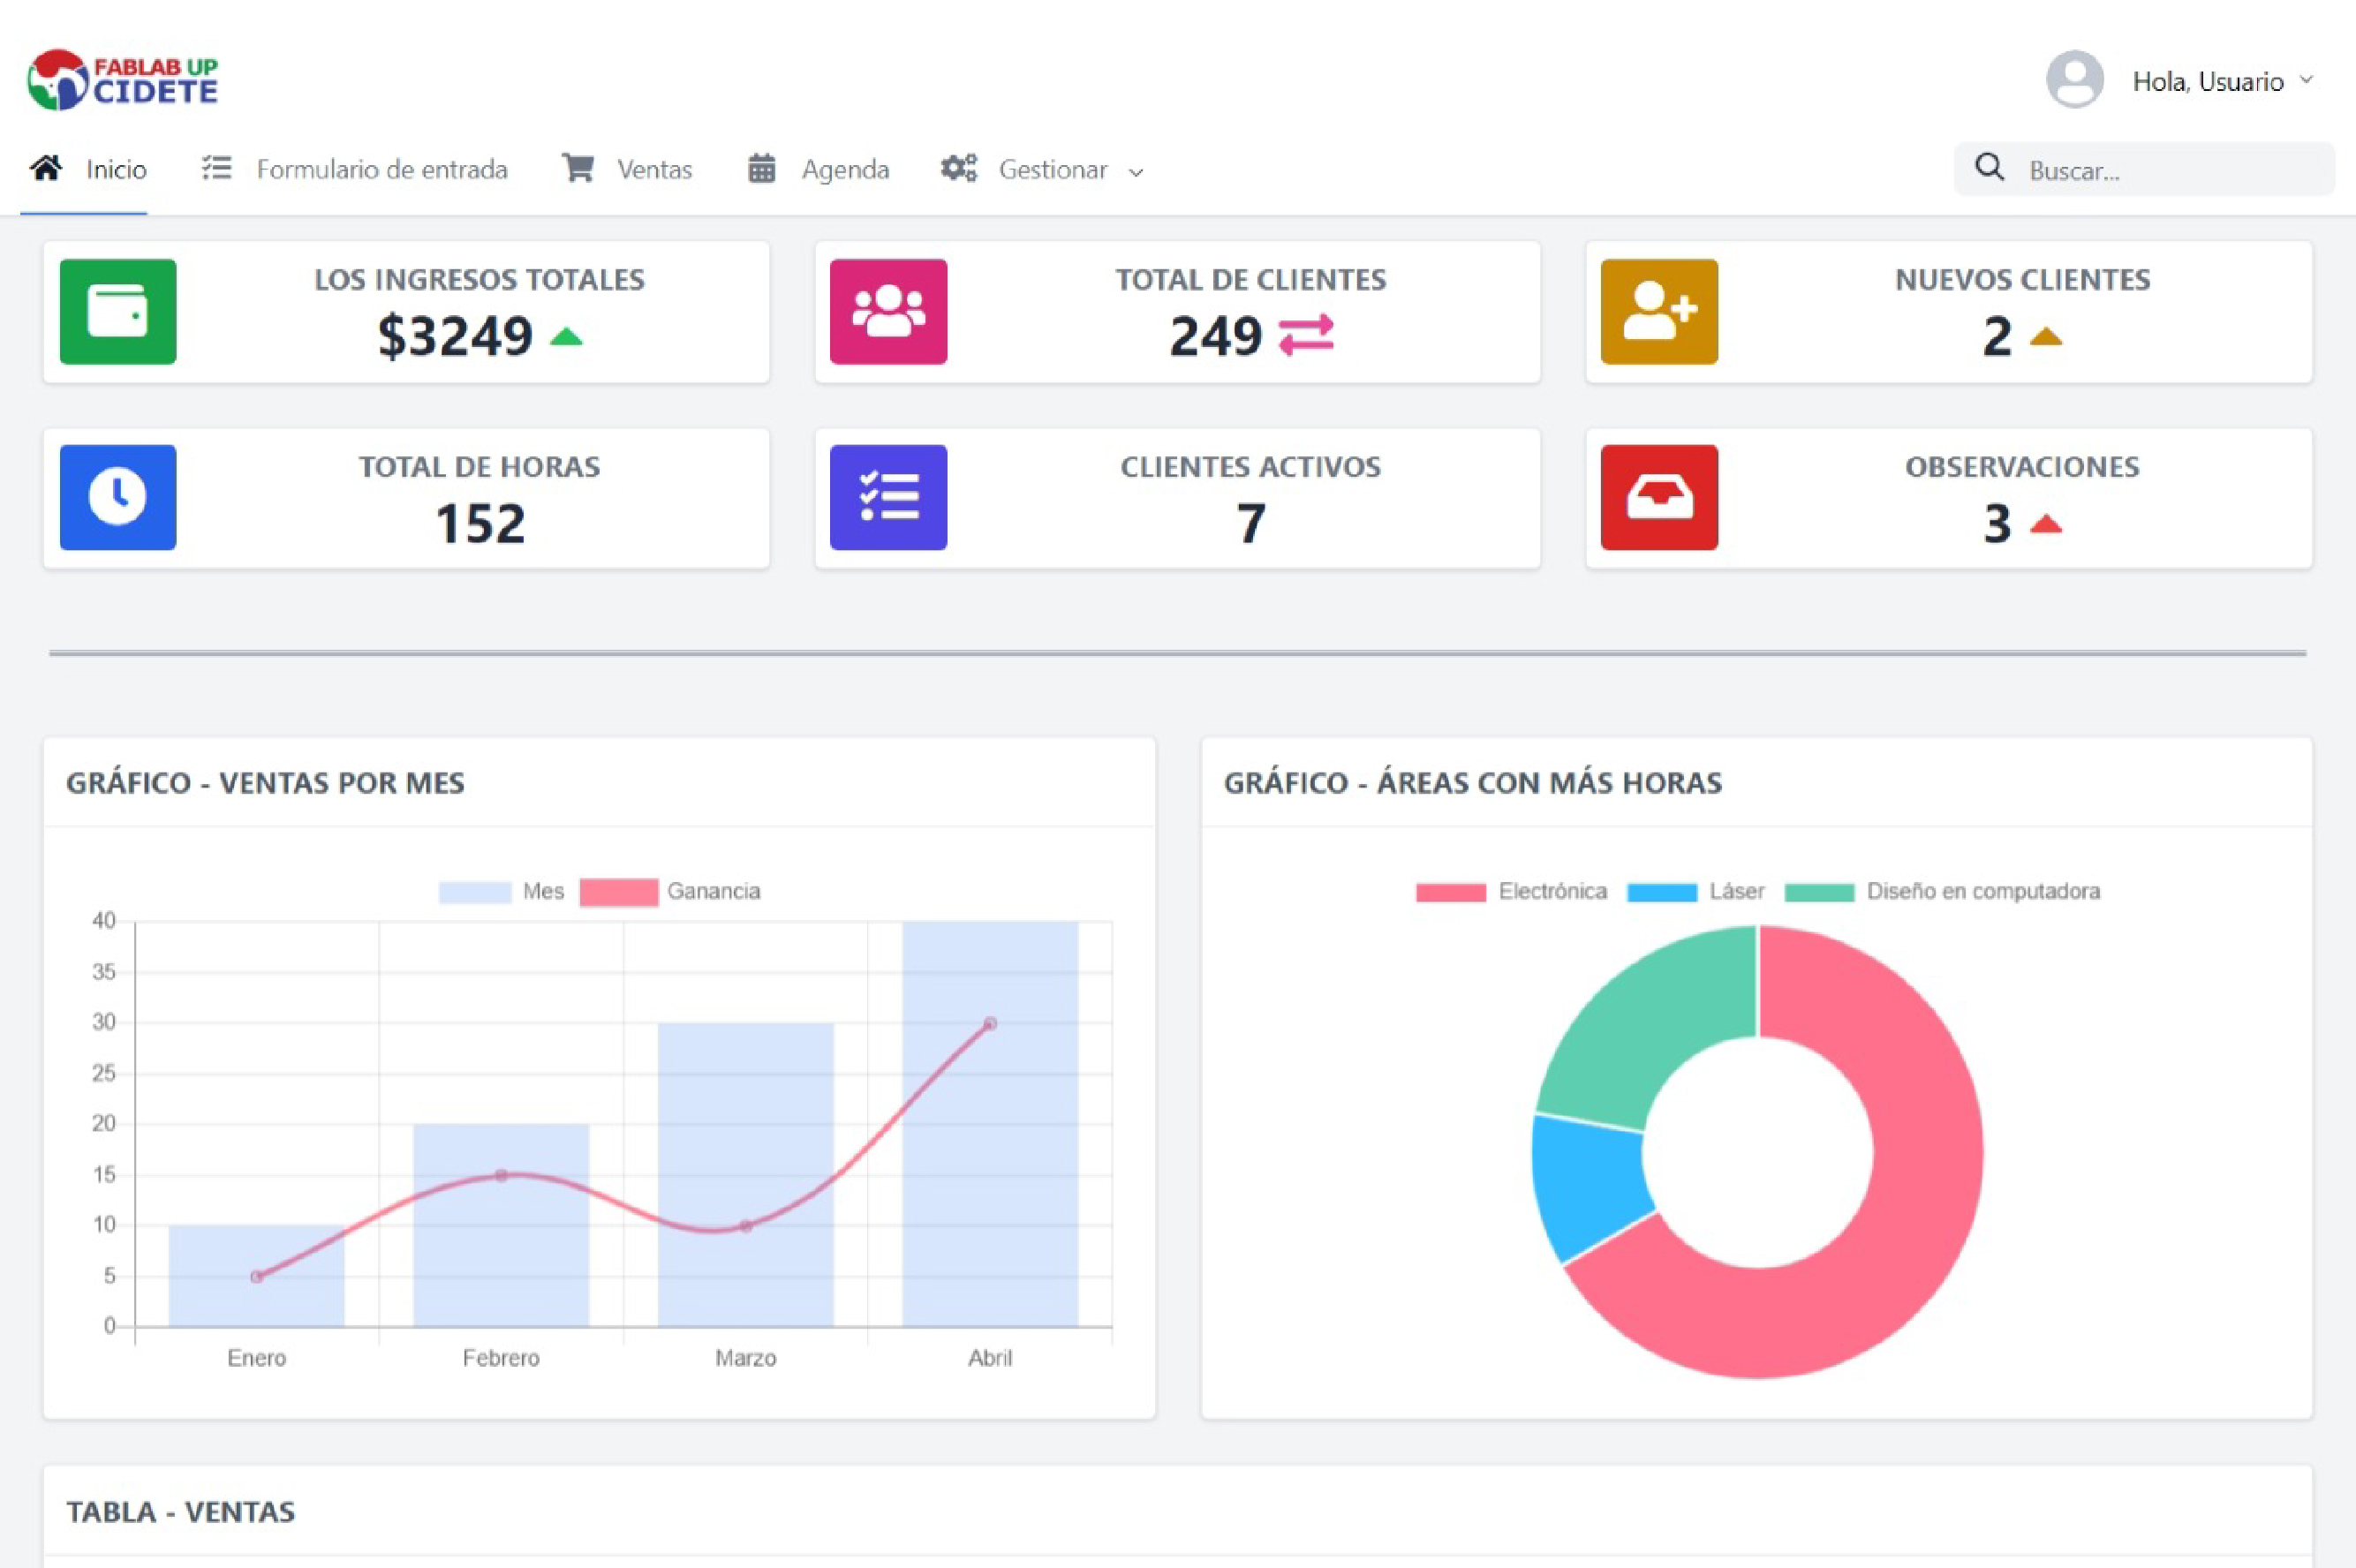 FABLAB UP
CIDETE
Hola, Usuario
Inicio
Formulario de entrada
Ventas
Agenda
Gestionar
Buscar...
LOS INGRESOS TOTALES
$3249
TOTAL DE CLIENTES
249
NUEVOS CLIENTES
2
TOTAL DE HORAS
152
CLIENTES ACTIVOS
7
OBSERVACIONES
3
GRÁFICO - VENTAS POR MES
Mes
Ganancia
40
35
30
25
20
15
10
5
0
Enero
Febrero
Marzo
Abril
GRÁFICO - ÁREAS CON MÁS HORAS
Electrónica
Láser
Diseño en computadora
TABLA - VENTAS